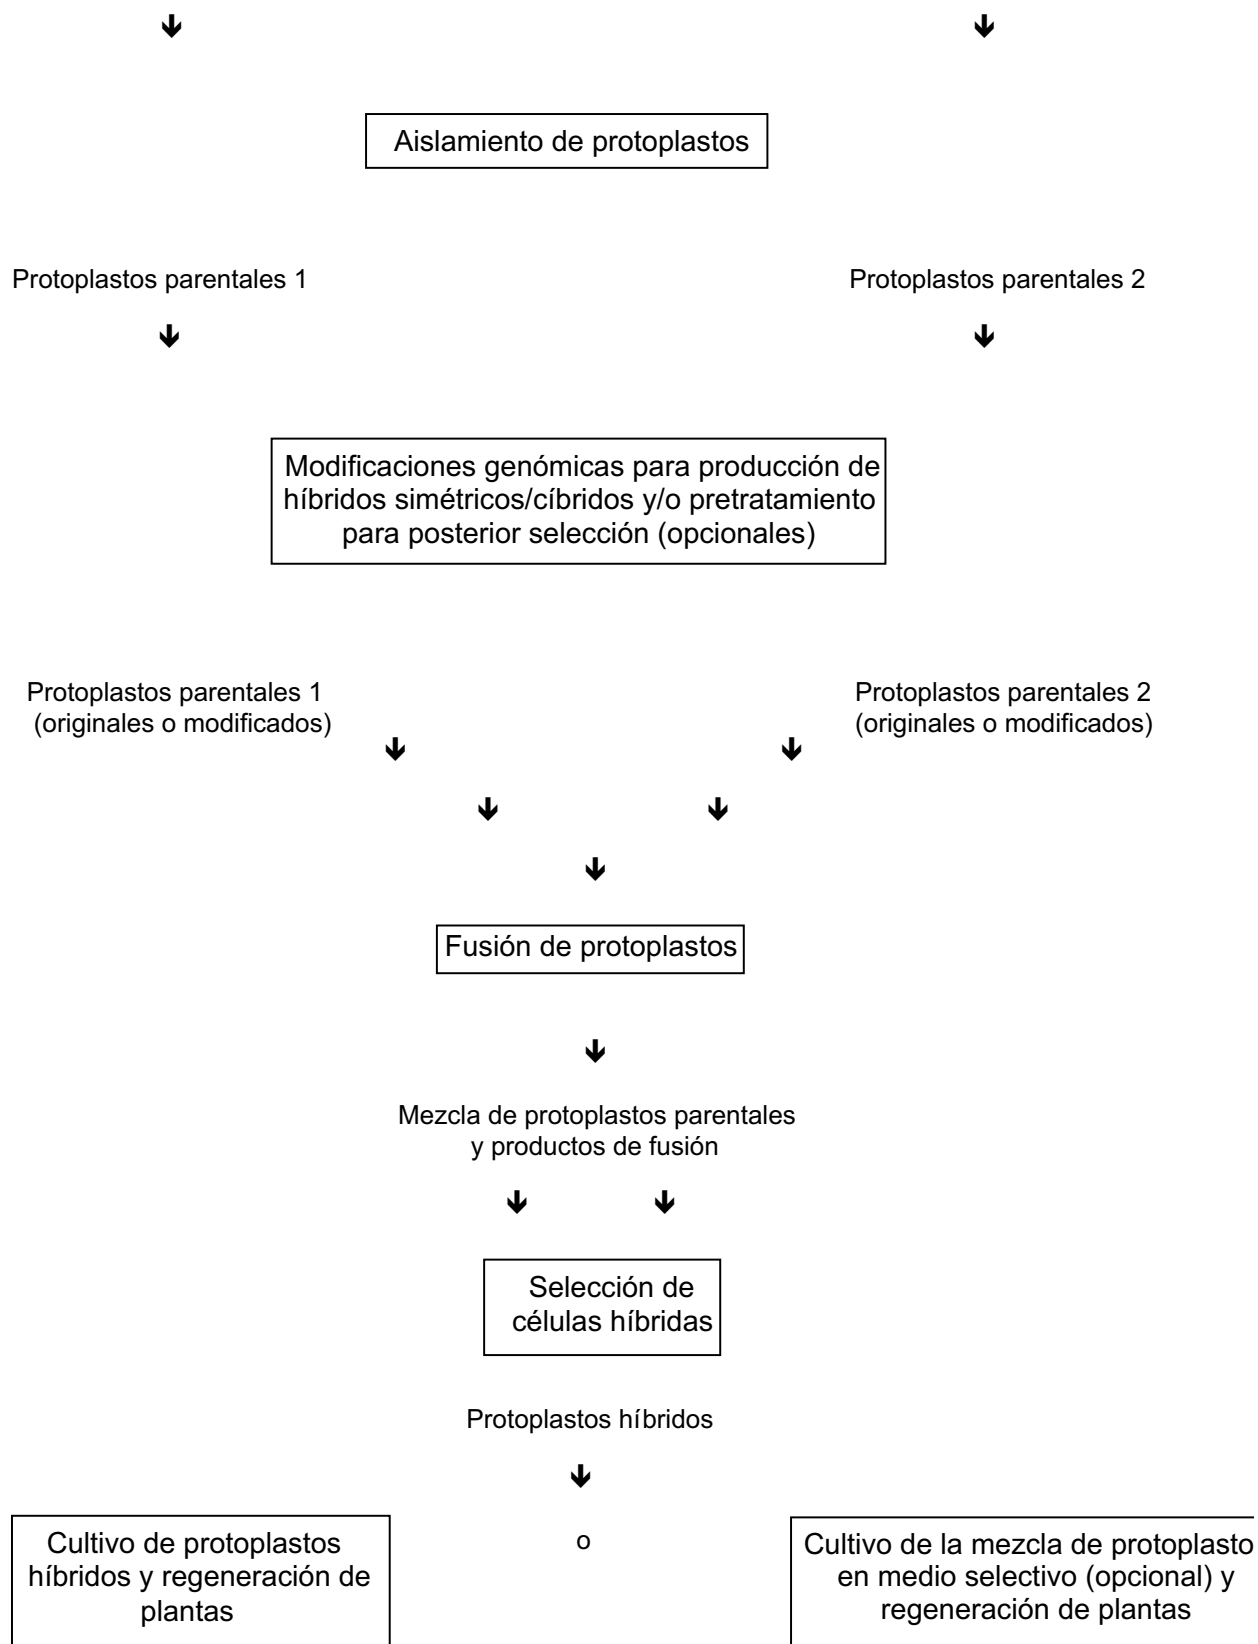 Aislamiento de protoplastos
Protoplastos parentales 1
Protoplastos parentales 2
Modificaciones genómicas para producción de
híbridos simétricos/cíbridos y/o pretratamiento
para posterior selección (opcionales)
Protoplastos parentales 1
(originales o modificados)
Protoplastos parentales 2
(originales o modificados)
Fusión de protoplastos
Mezcla de protoplastos parentales
y productos de fusión
Selección de
células híbridas
Protoplastos híbridos
Cultivo de protoplastos
híbridos y regeneración de
plantas
o
Cultivo de la mezcla de protoplasto
en medio selectivo (opcional) y
regeneración de plantas